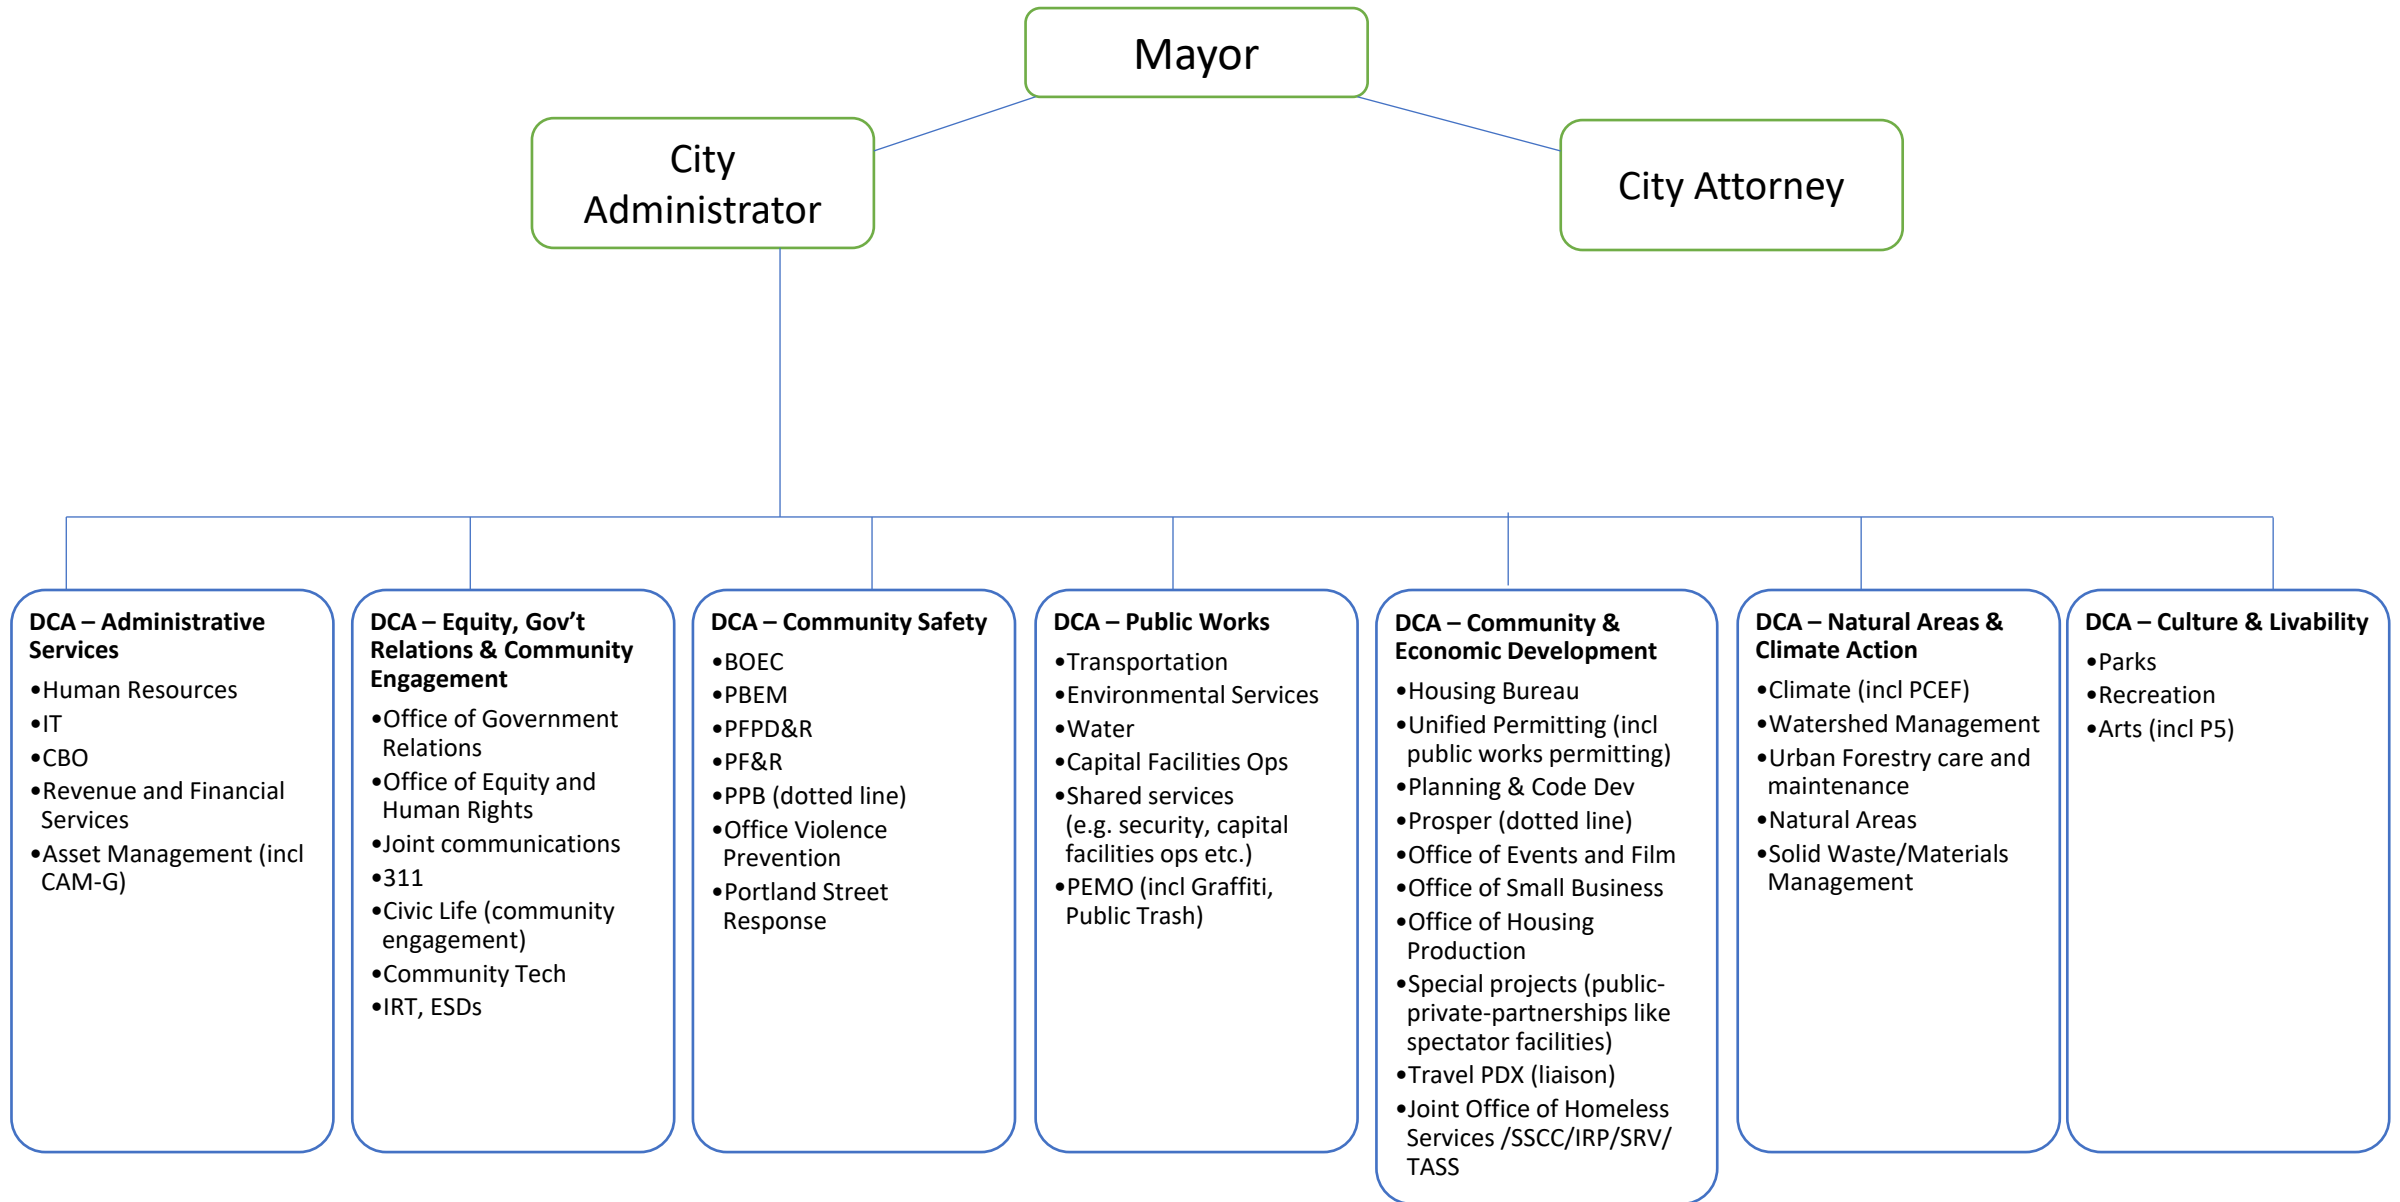 Mayor
City
Administrator
City Attorney
DCA – Administrative
Services
•Human Resources
•IT
•CBO
•Revenue and Financial
Services
•Asset Management (incl
CAM-G)
DCA – Equity, Gov’t
Relations & Community
Engagement
•Office of Government
Relations
•Office of Equity and
Human Rights
•Joint communications
•311
•Civic Life (community
engagement)
•Community Tech
•IRT, ESDs
DCA – Community Safety
•BOEC
•PBEM
•PFPD&R
•PF&R
•PPB (dotted line)
•Office Violence
Prevention
•Portland Street
Response
DCA – Public Works
•Transportation
•Environmental Services
•Water
•Capital Facilities Ops
•Shared services
(e.g. security, capital
facilities ops etc.)
•PEMO (incl Graffiti,
Public Trash)
DCA – Community &
Economic Development
•Housing Bureau
•Unified Permitting (incl
public works permitting)
•Planning & Code Dev
•Prosper (dotted line)
•Office of Events and Film
•Office of Small Business
•Office of Housing
Production
•Special projects (public-
private-partnerships like
spectator facilities)
•Travel PDX (liaison)
•Joint Office of Homeless
Services /SSCC/IRP/SRV/
TASS
DCA – Natural Areas &
Climate Action
•Climate (incl PCEF)
•Watershed Management
•Urban Forestry care and
maintenance
•Natural Areas
•Solid Waste/Materials
Management
DCA – Culture & Livability
•Parks
•Recreation
•Arts (incl P5)